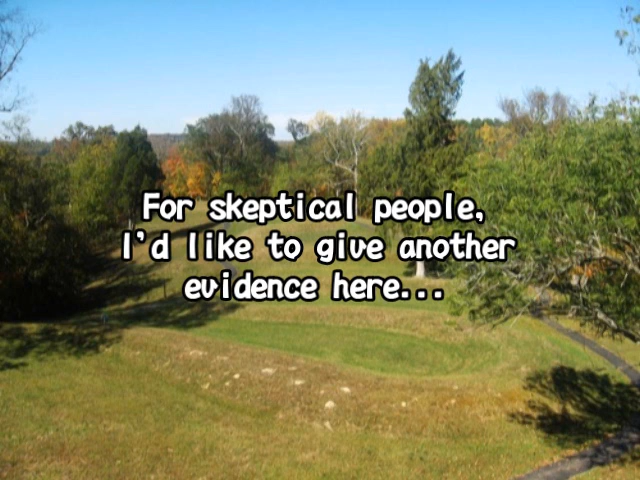 For skeptical people,
I'd like to give another
evidence here...